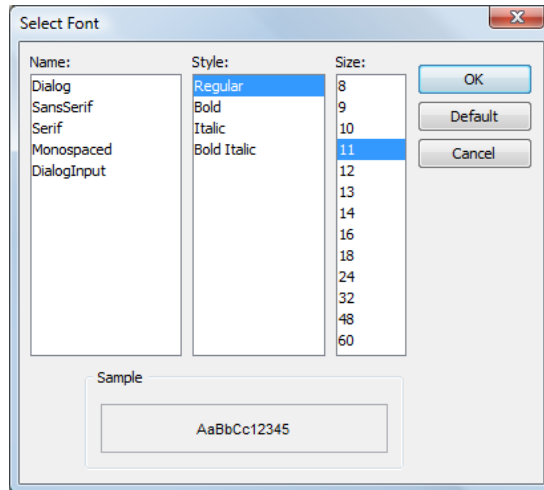 Select Font
Name:
Dialog
SansSerif
Serif
Monospaced
DialogInput
Style:
Regular
Bold
Italic
Bold Italic
Size:
8
9
10
11
12
13
14
16
18
24
32
48
60
OK
Default
Cancel
Sample
AaBbCc12345